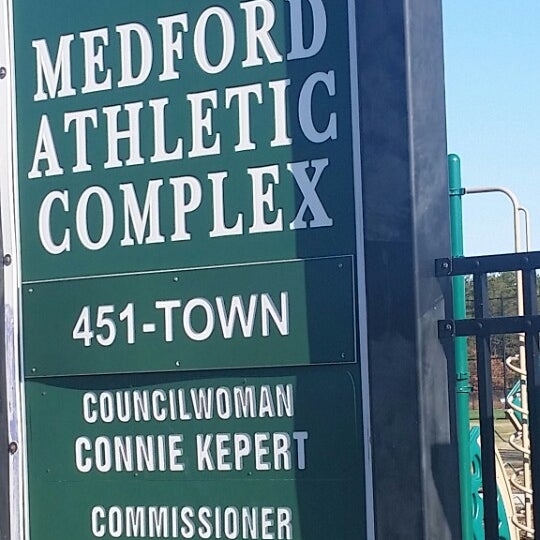 MEDFORD
ATHLETIC
COMPLEX
451-TOWN
COUNCILWOMAN
CONNIE KEPERT
COMMISSIONER